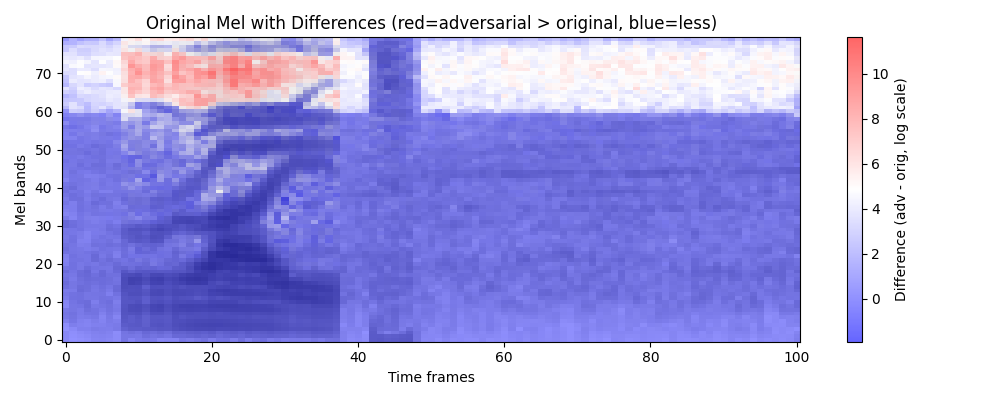 Original Mel with Differences (red=adversarial > original, blue=less)
Mel bands
70
60
50
40
30
20
10
0
0 20 40 60 80 100
Time frames
10
8
6
4
2
0
Difference (adv - orig, log scale)